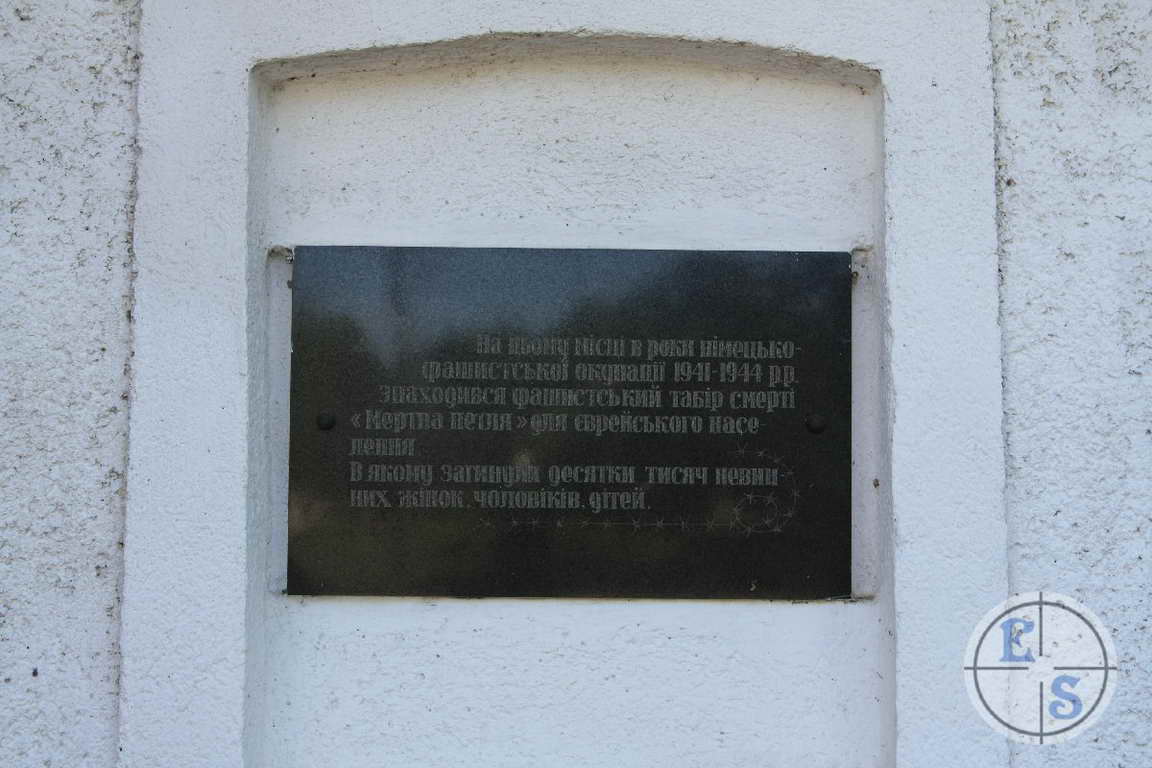 На цьому місці в роки німецько-
фашистської окупації 1941-1944 р.р.
знаходився фашистський табір смерті
«Мертва петля» для єврейського насе-
лення
В якому загинули десятки тисяч невин-
них жінок, чоловіків, дітей.
E
S